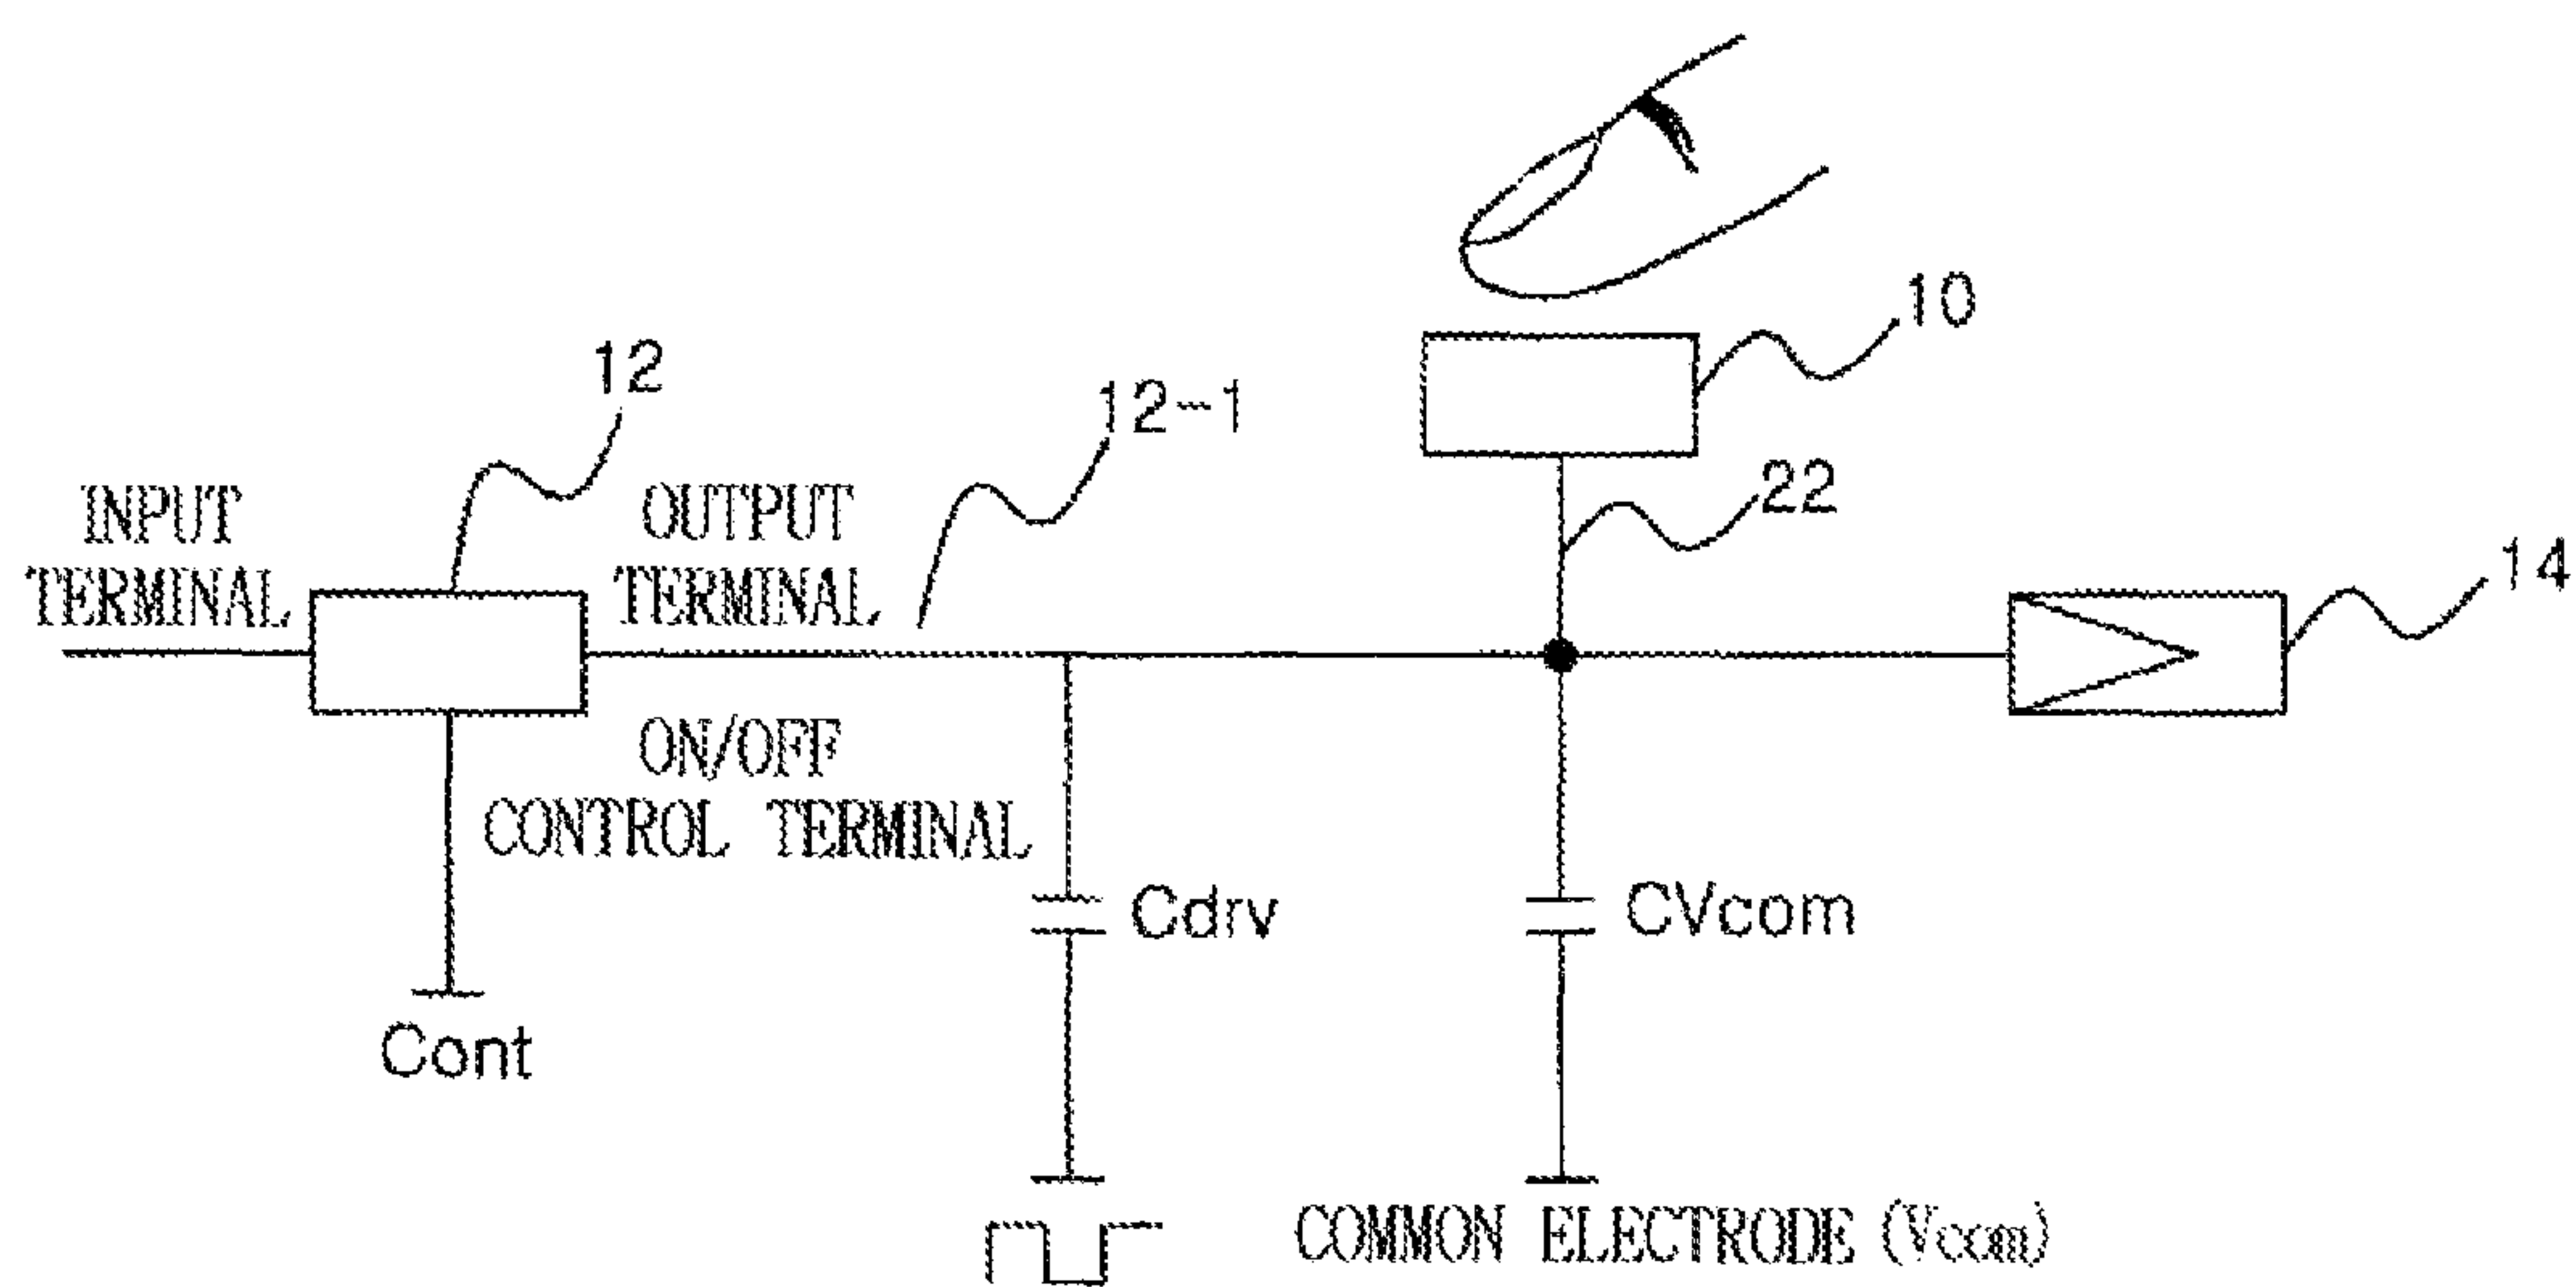 10
12
12-1
INPUT
TERMINAL
OUTPUT
TERMINAL
22
14
ON/OFF
CONTROL TERMINAL
Cdrv
CVcom
Cont
COMMON ELECTRODE (Vcom)